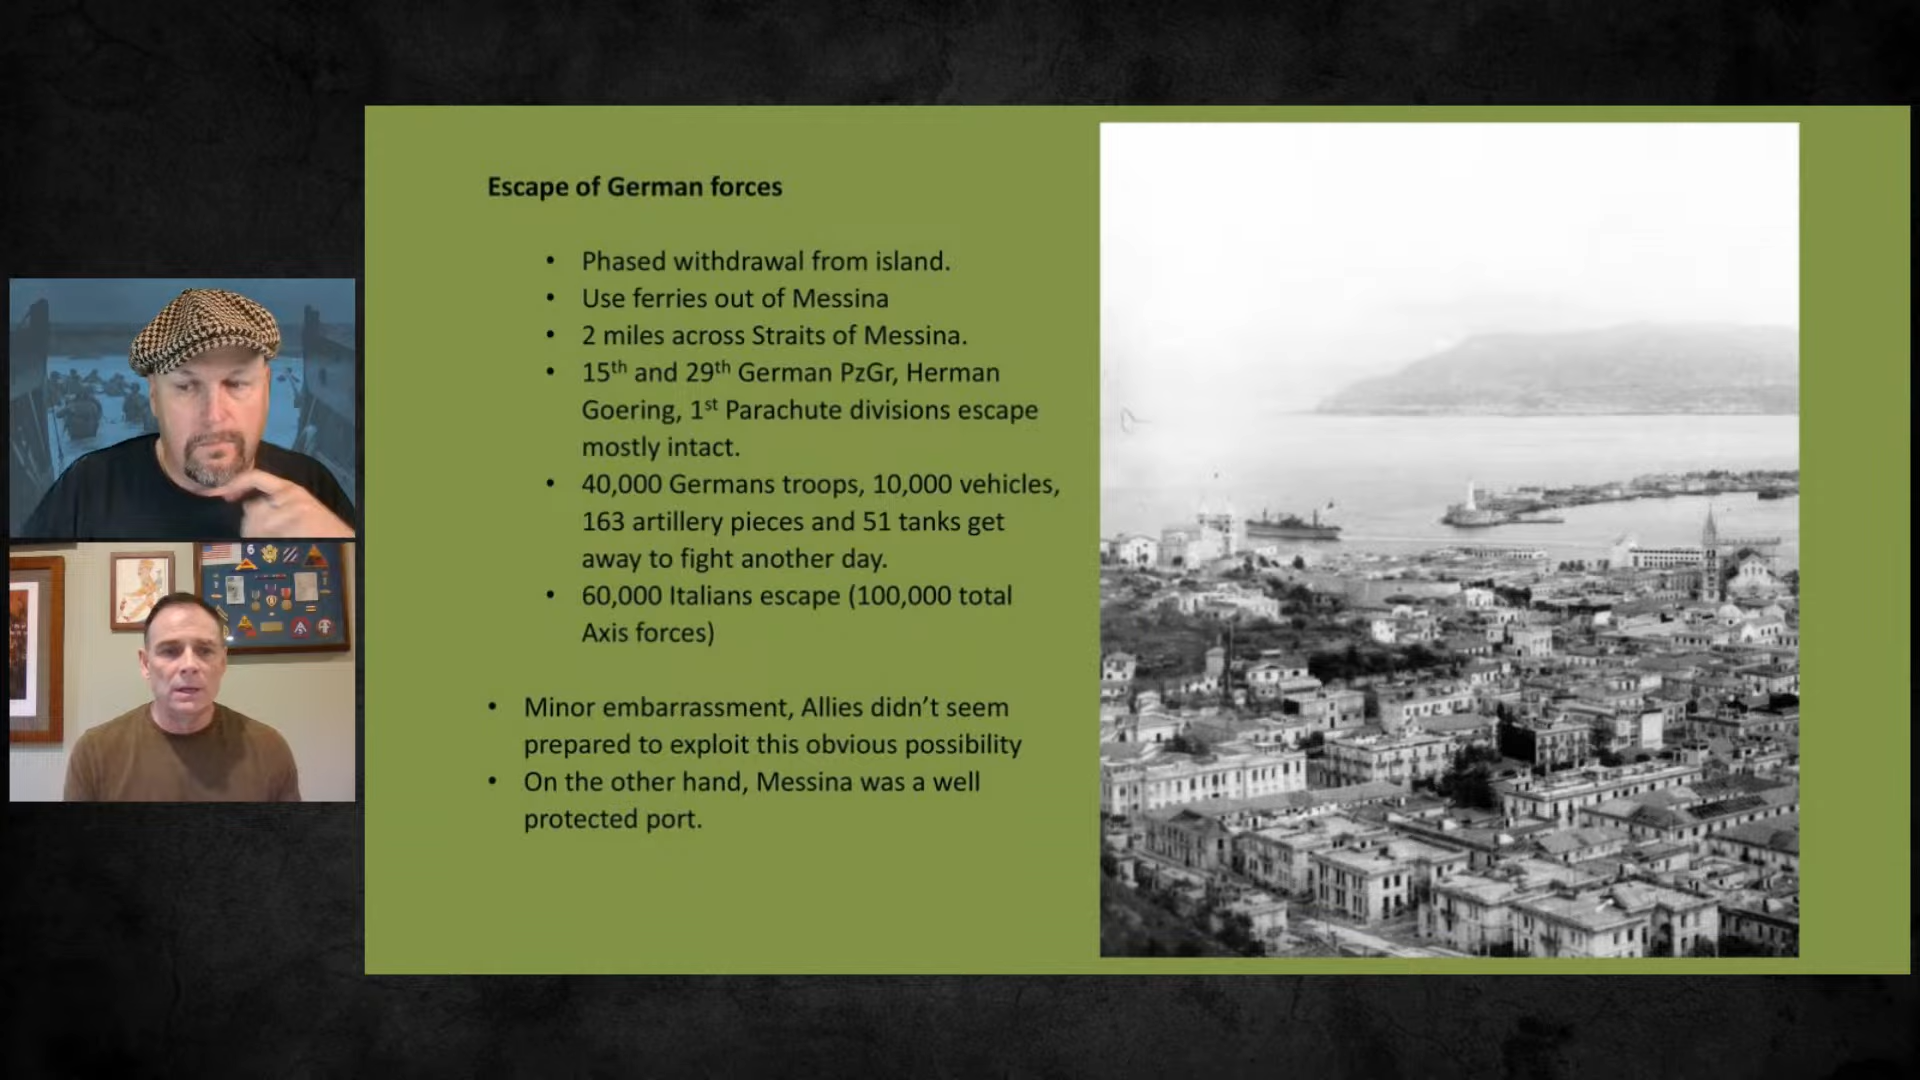 Escape of German forces
• Phased withdrawal from island.
• Use ferries out of Messina
• 2 miles across Straits of Messina.
• 15th and 29th German PzGr, Herman
Goering, 1st Parachute divisions escape
mostly intact.
• 40,000 Germans troops, 10,000 vehicles,
163 artillery pieces and 51 tanks get
away to fight another day.
• 60,000 Italians escape (100,000 total
Axis forces)
• Minor embarrassment, Allies didn't seem
prepared to exploit this obvious possibility
• On the other hand, Messina was a well
protected port.